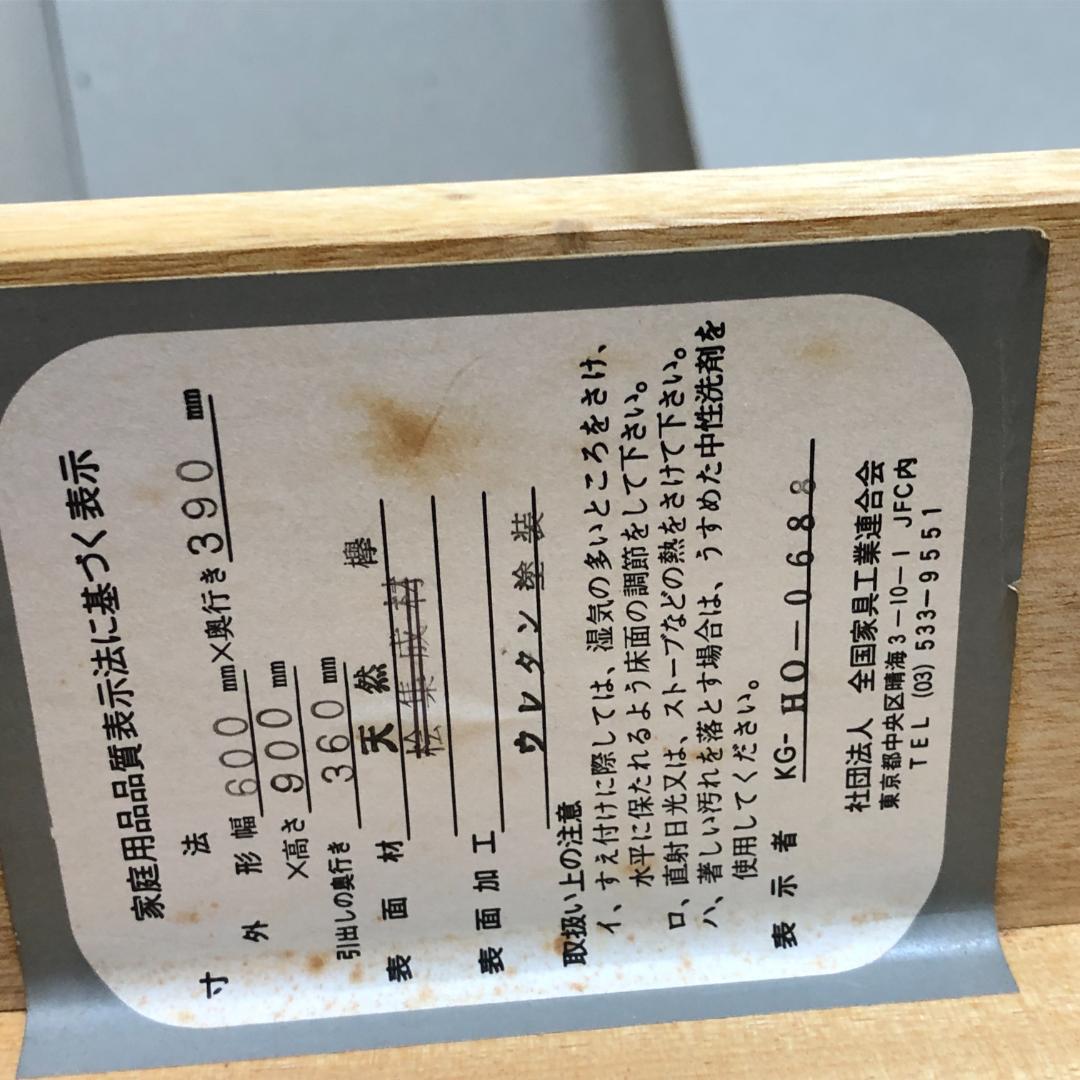 家庭用品品質表示法に基づく表示
寸法
外形 幅 600 mm×奥行き 390 mm
×高さ 900 mm
引出しの奥行き 360 mm
表面材 天然 欅
桧集成材
表面加工
ウレタン塗装
取扱い上の注意
イ、すえ付けに際しては、湿気の多いところをさけ、
水平に保たれるよう床面の調節をして下さい。
ロ、直射日光又は、ストーブなどの熱をさけて下さい。
ハ、著しい汚れを落とす場合は、うすめた中性洗剤を
使用してください。
表示者 KG-HO-0688
社団法人 全国家具工業連合会
東京都中央区晴海3-10-1 JFC内
TEL (03) 533-9551